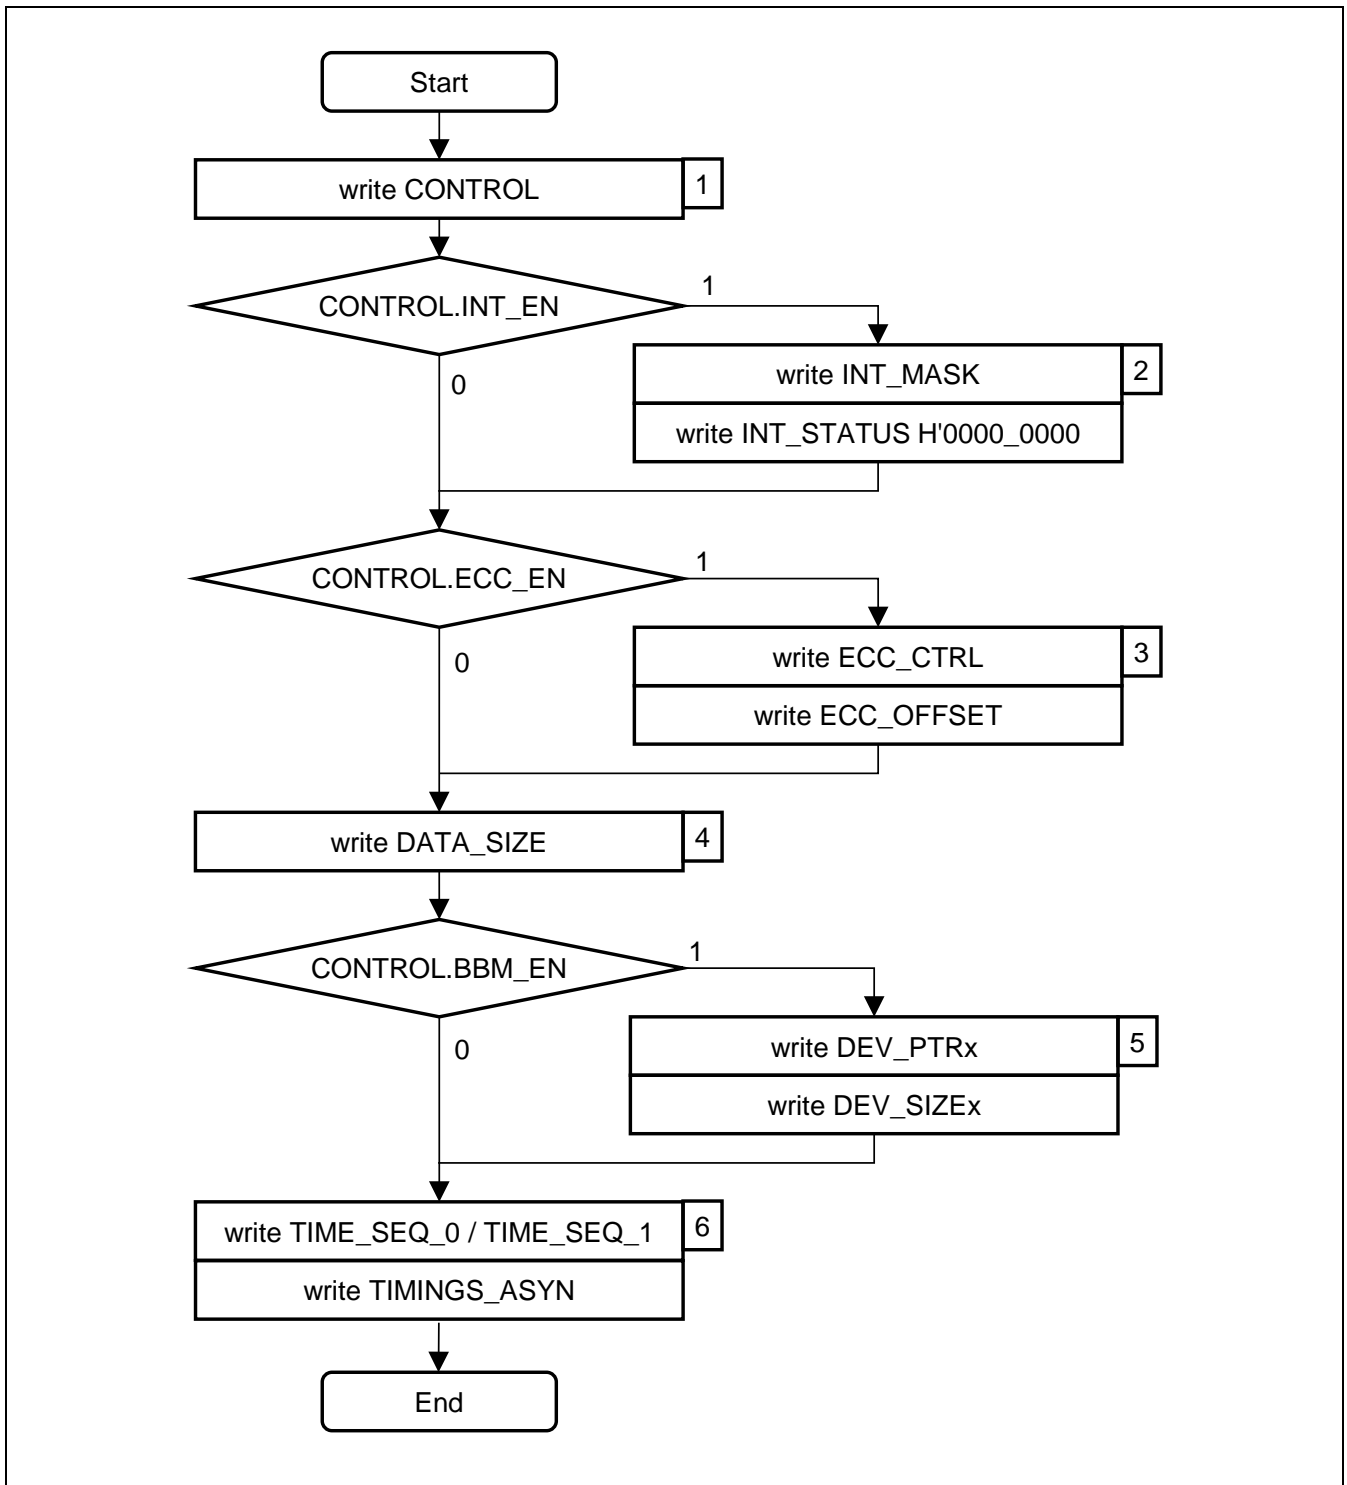 Start
write CONTROL
1
CONTROL.INT_EN
1
0
write INT_MASK
2
write INT_STATUS H'0000_0000
CONTROL.ECC_EN
1
0
write ECC_CTRL
3
write ECC_OFFSET
write DATA_SIZE
4
CONTROL.BBM_EN
1
0
write DEV_PTRx
5
write DEV_SIZEx
write TIME_SEQ_0 / TIME_SEQ_1
6
write TIMINGS_ASYN
End